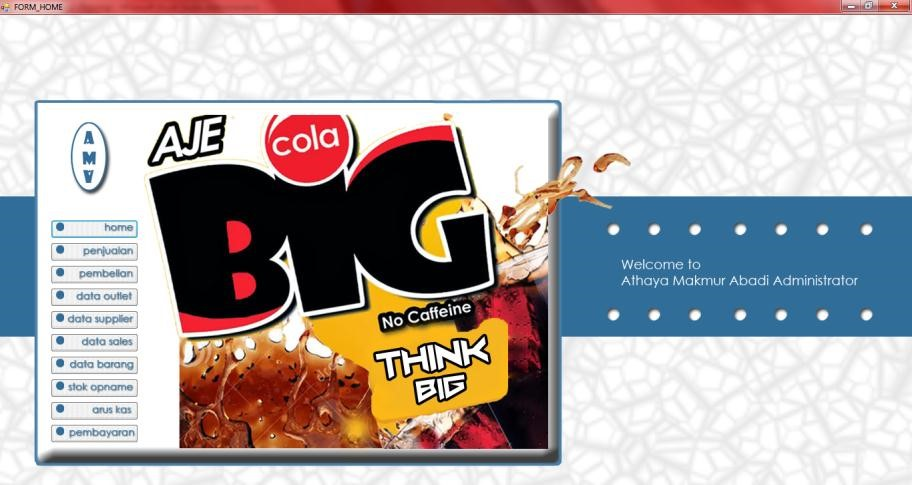 FORM_HOME
A
M
V
home
penjualan
pembelian
data outlet
data supplier
data sales
data barang
stok opname
arus kas
pembayaran
AJE
cola
BIG
No Caffeine
THINK
BIG
Welcome to
Athaya Makmur Abadi Administrator